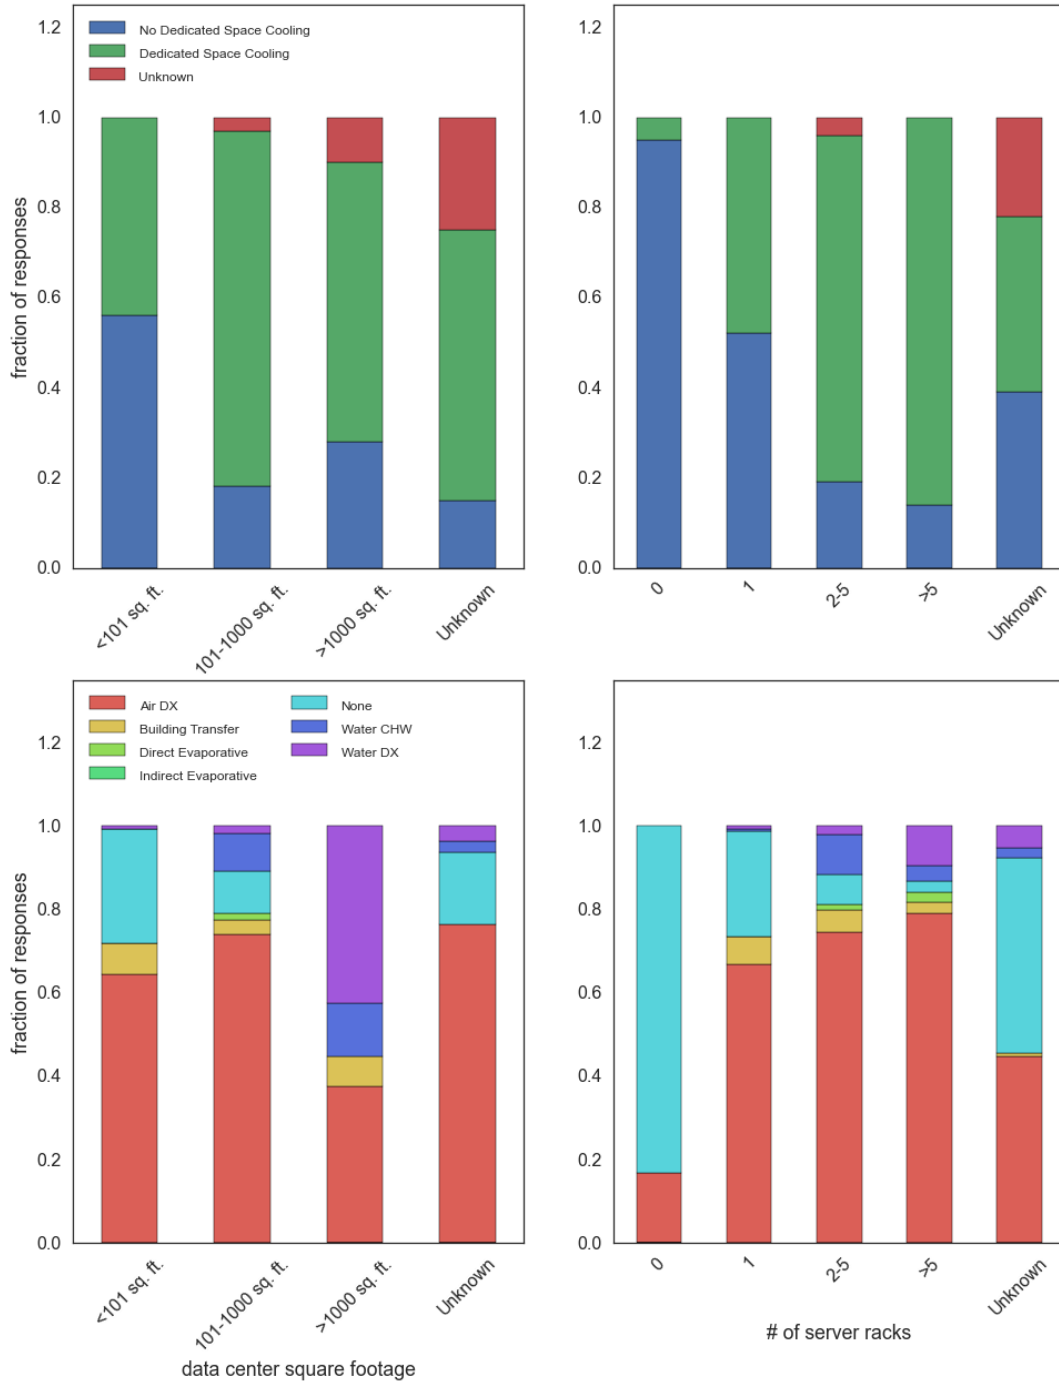 1.2
No Dedicated Space Cooling
Dedicated Space Cooling
Unknown
1.0
0.8
0.6
0.4
0.2
0.0
fraction of responses
<101 sq. ft.
101-1000 sq. ft.
>1000 sq. ft.
Unknown
1.2
1.0
0.8
0.6
0.4
0.2
0.0
0
1
2-5
>5
Unknown
Air DX
Building Transfer
Direct Evaporative
Indirect Evaporative
None
Water CHW
Water DX
1.2
1.0
0.8
0.6
0.4
0.2
0.0
fraction of responses
<101 sq. ft.
101-1000 sq. ft.
>1000 sq. ft.
Unknown
data center square footage
1.2
1.0
0.8
0.6
0.4
0.2
0.0
0
1
2-5
>5
Unknown
# of server racks